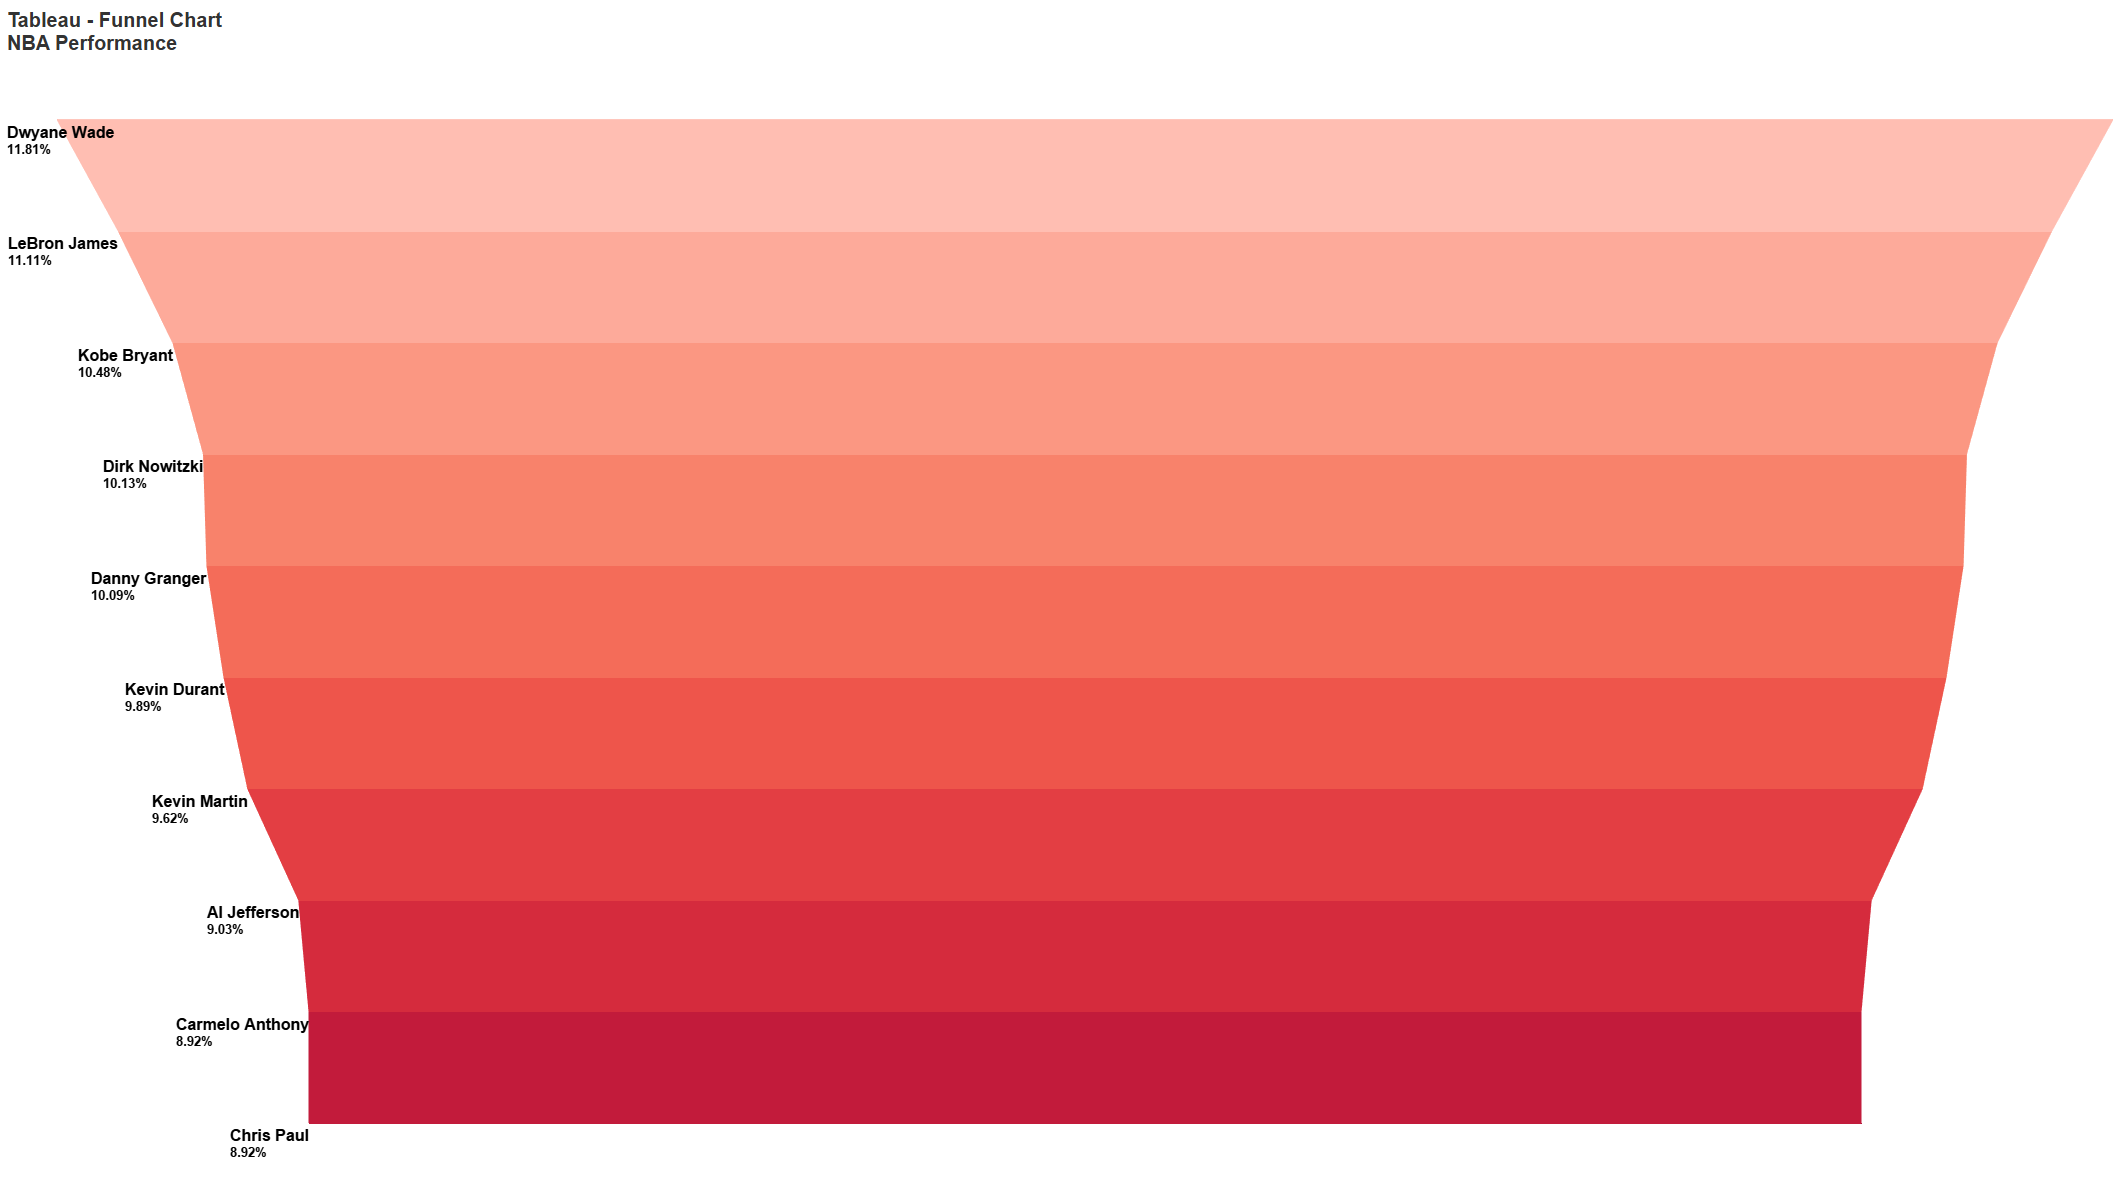 Tableau - Funnel Chart
NBA Performance
Dwyane Wade
11.81%
LeBron James
11.11%
Kobe Bryant
10.48%
Dirk Nowitzki
10.13%
Danny Granger
10.09%
Kevin Durant
9.89%
Kevin Martin
9.62%
Al Jefferson
9.03%
Carmelo Anthony
8.92%
Chris Paul
8.92%